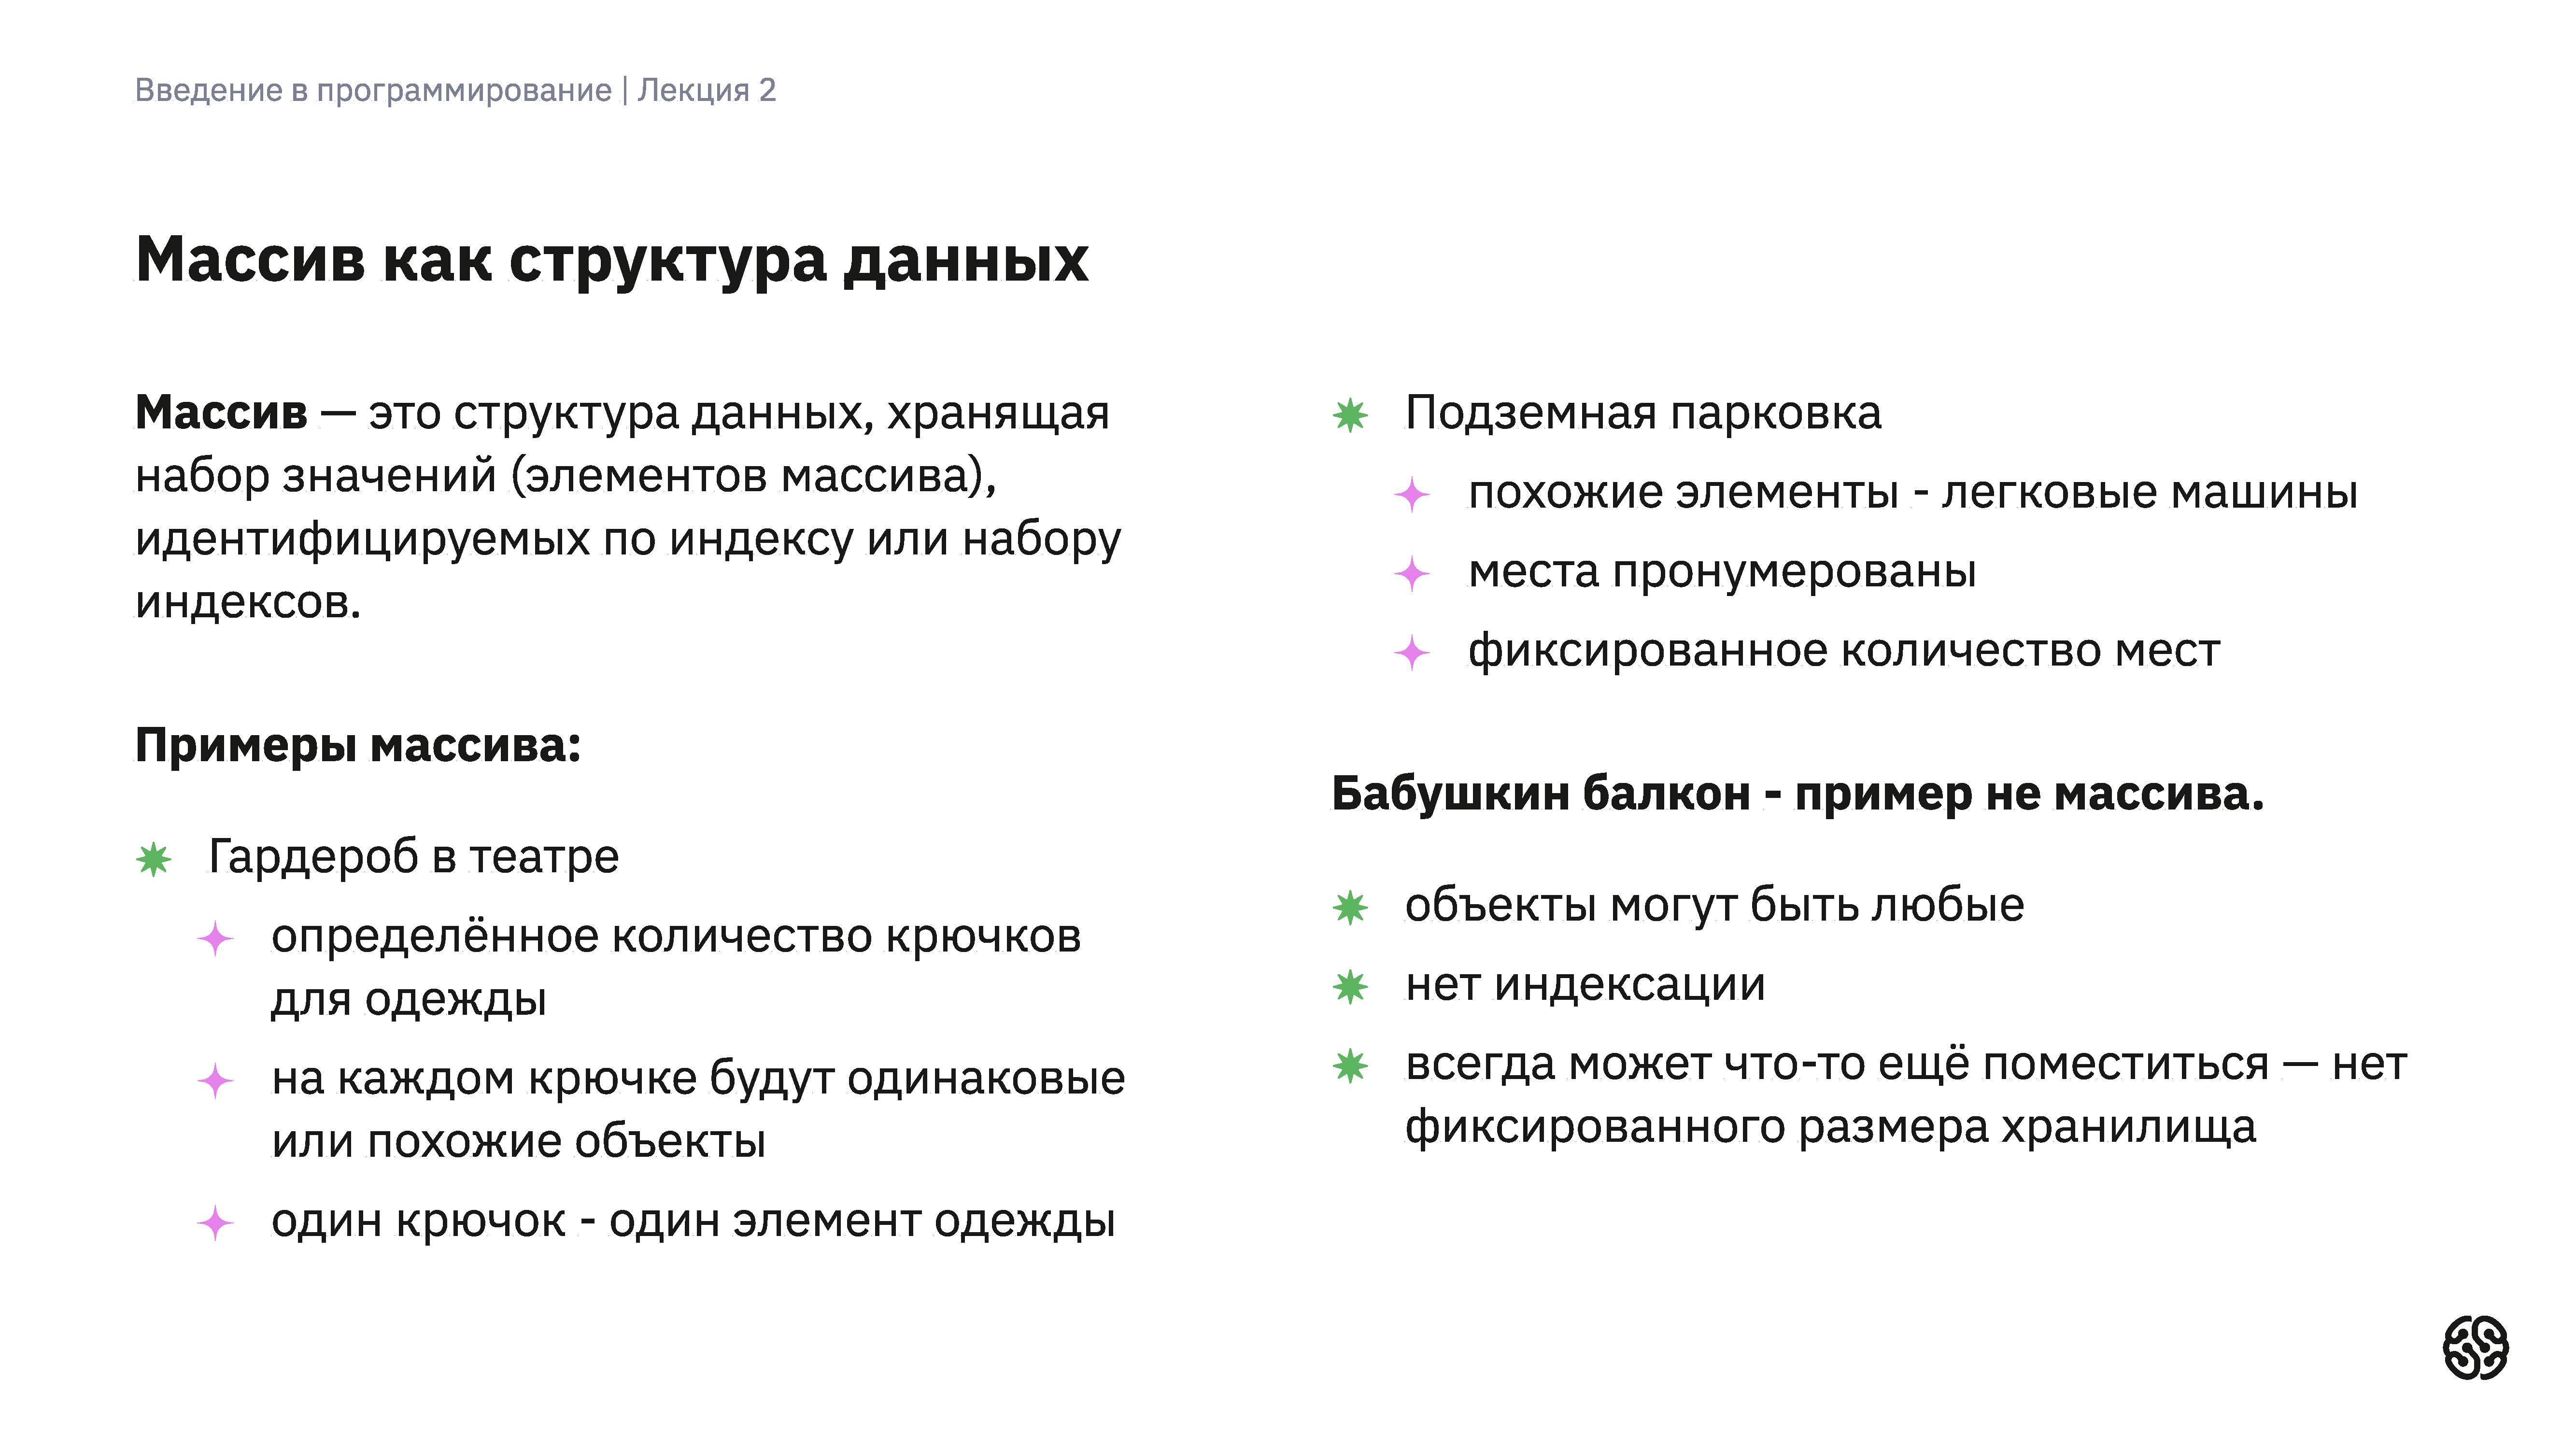 Введение в программирование | Лекция 2
Массив как структура данных
Массив — это структура данных, хранящая
набор значений (элементов массива),
идентифицируемых по индексу или набору
индексов.
Примеры массива:
Гардероб в театре
определённое количество крючков
для одежды
на каждом крючке будут одинаковые
или похожие объекты
один крючок - один элемент одежды
Подземная парковка
похожие элементы - легковые машины
места пронумерованы
фиксированное количество мест
Бабушкин балкон - пример не массива.
объекты могут быть любые
нет индексации
всегда может что-то ещё поместиться — нет
фиксированного размера хранилища